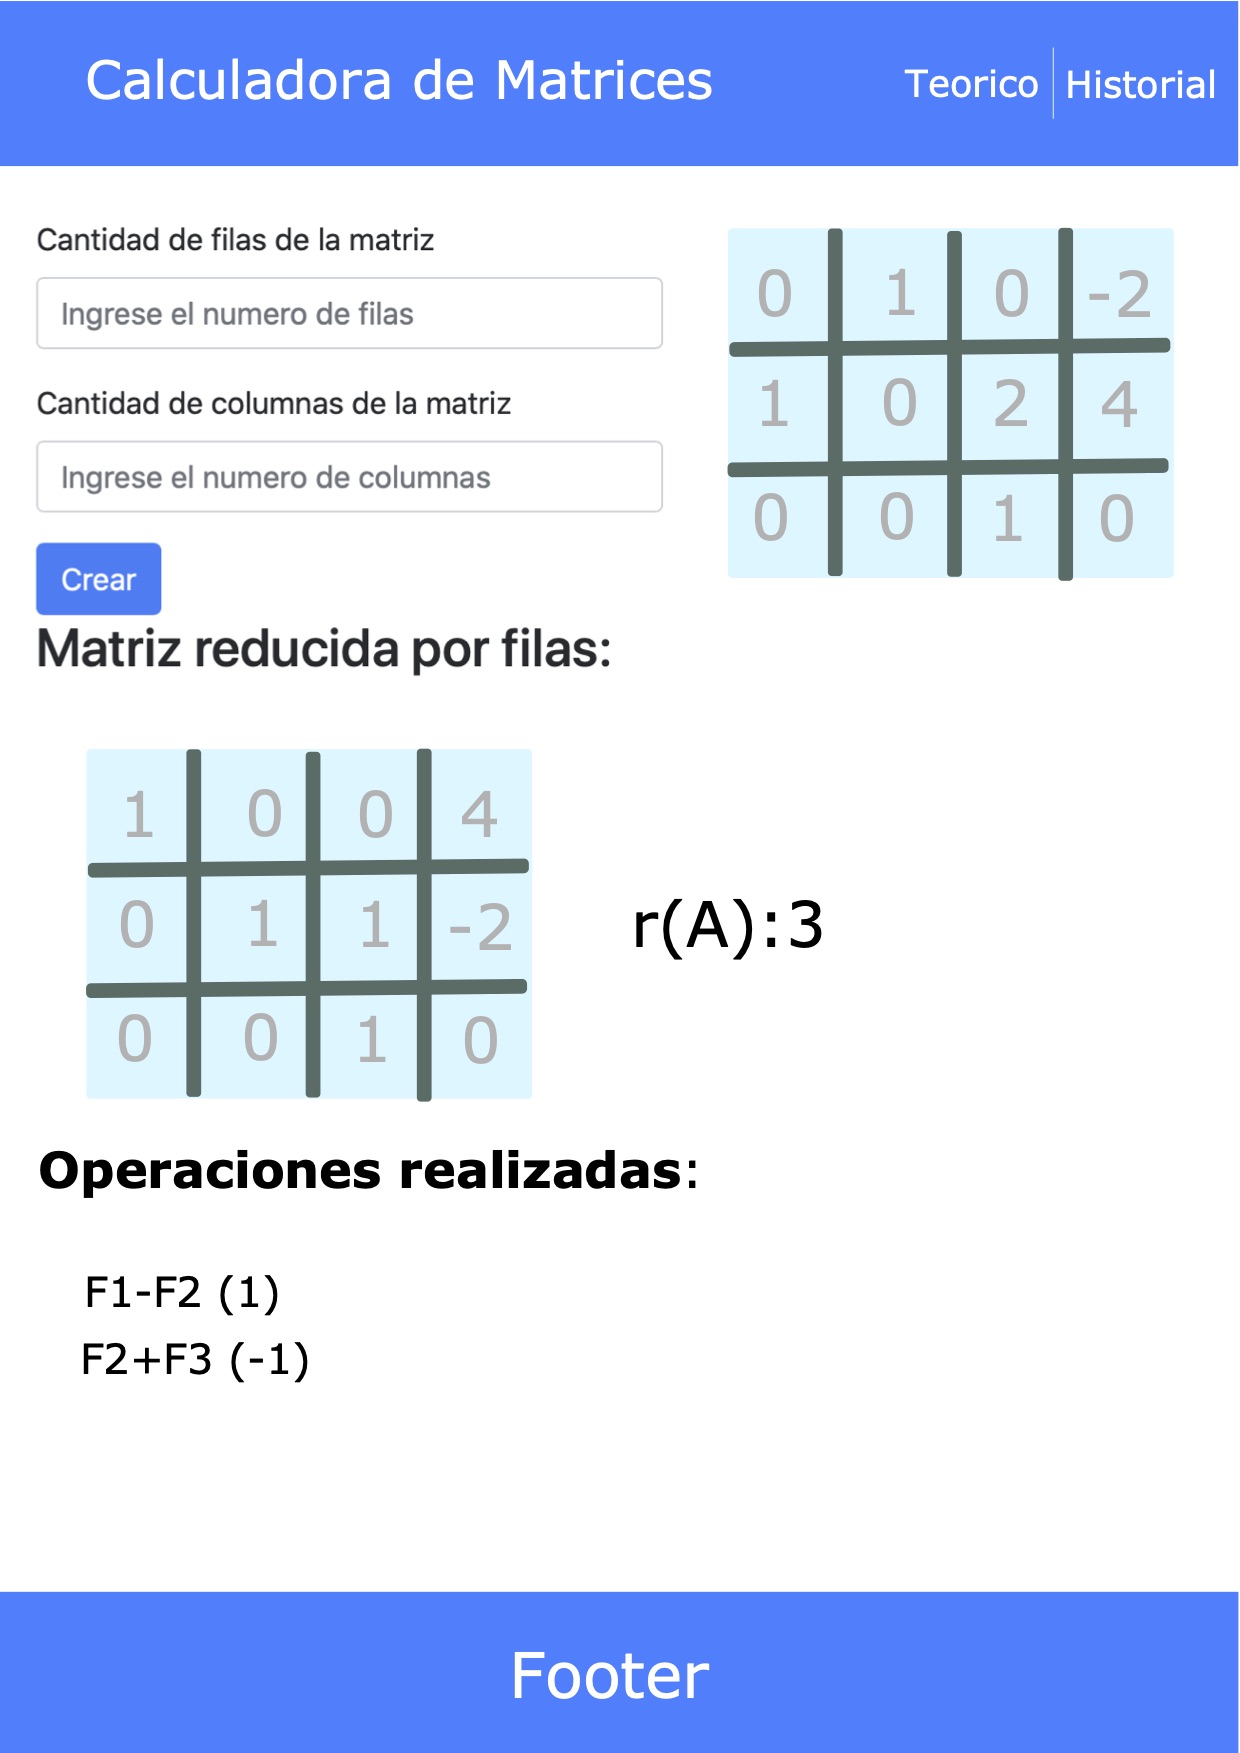 Calculadora de Matrices
Teorico Historial
Cantidad de filas de la matriz
Ingrese el numero de filas
Cantidad de columnas de la matriz
Ingrese el numero de columnas
Crear
0 1 0 -2
1 0 2 4
0 0 1 0
Matriz reducida por filas:
1 0 0 4
0 1 1 -2
0 0 1 0
r(A):3
Operaciones realizadas:
F1-F2 (1)
F2+F3 (-1)
Footer